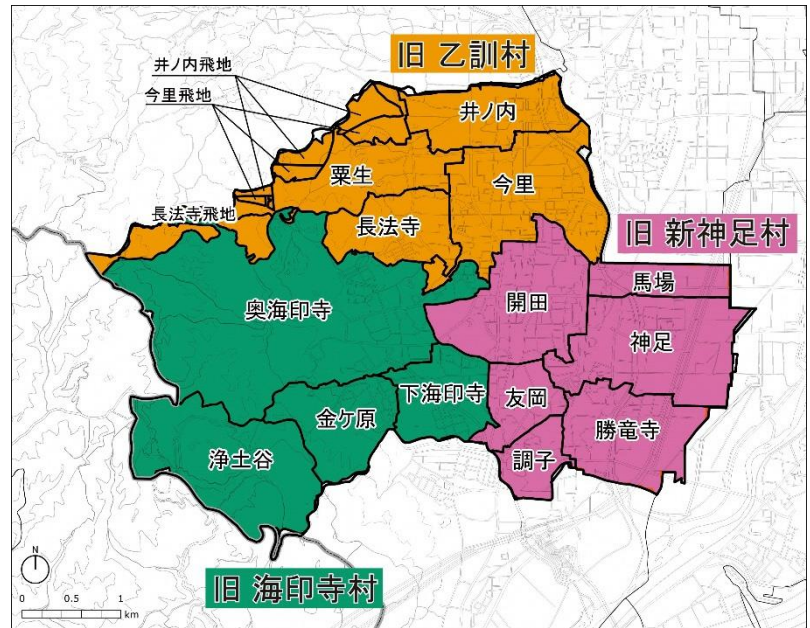 旧 乙訓村
井ノ内飛地
今里飛地
井ノ内
粟生
今里
長法寺飛地
長法寺
旧 新神足村
馬場
奥海印寺
開田
神足
下海印寺
友岡
金ケ原
勝竜寺
浄土谷
調子
旧 海印寺村
N
0 0.5 1
km